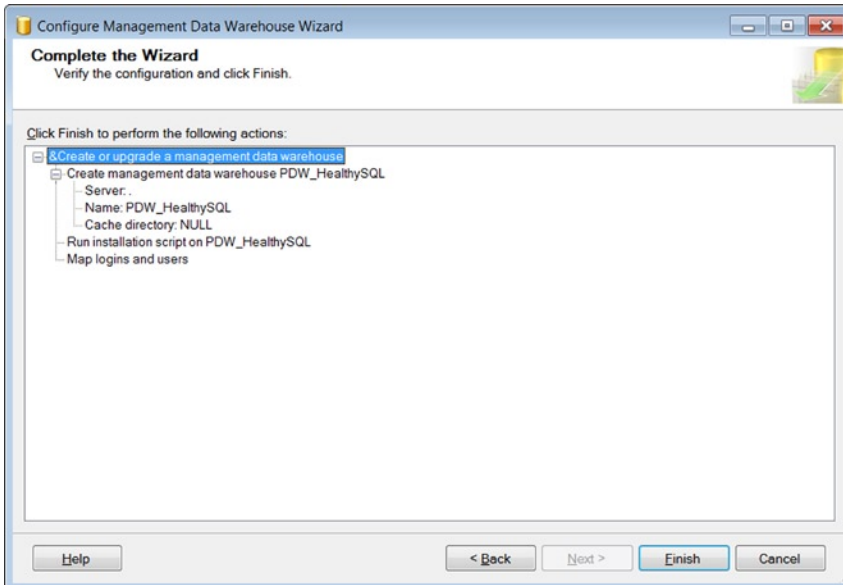 Configure Management Data Warehouse Wizard
Complete the Wizard
Verify the configuration and click Finish.
Click Finish to perform the following actions:
&Create or upgrade a management data warehouse
Create management data warehouse PDW_HealthySQL
Server: .
Name: PDW_HealthySQL
Cache directory: NULL
Run installation script on PDW_HealthySQL
Map logins and users
Help
< Back
Next >
Finish
Cancel